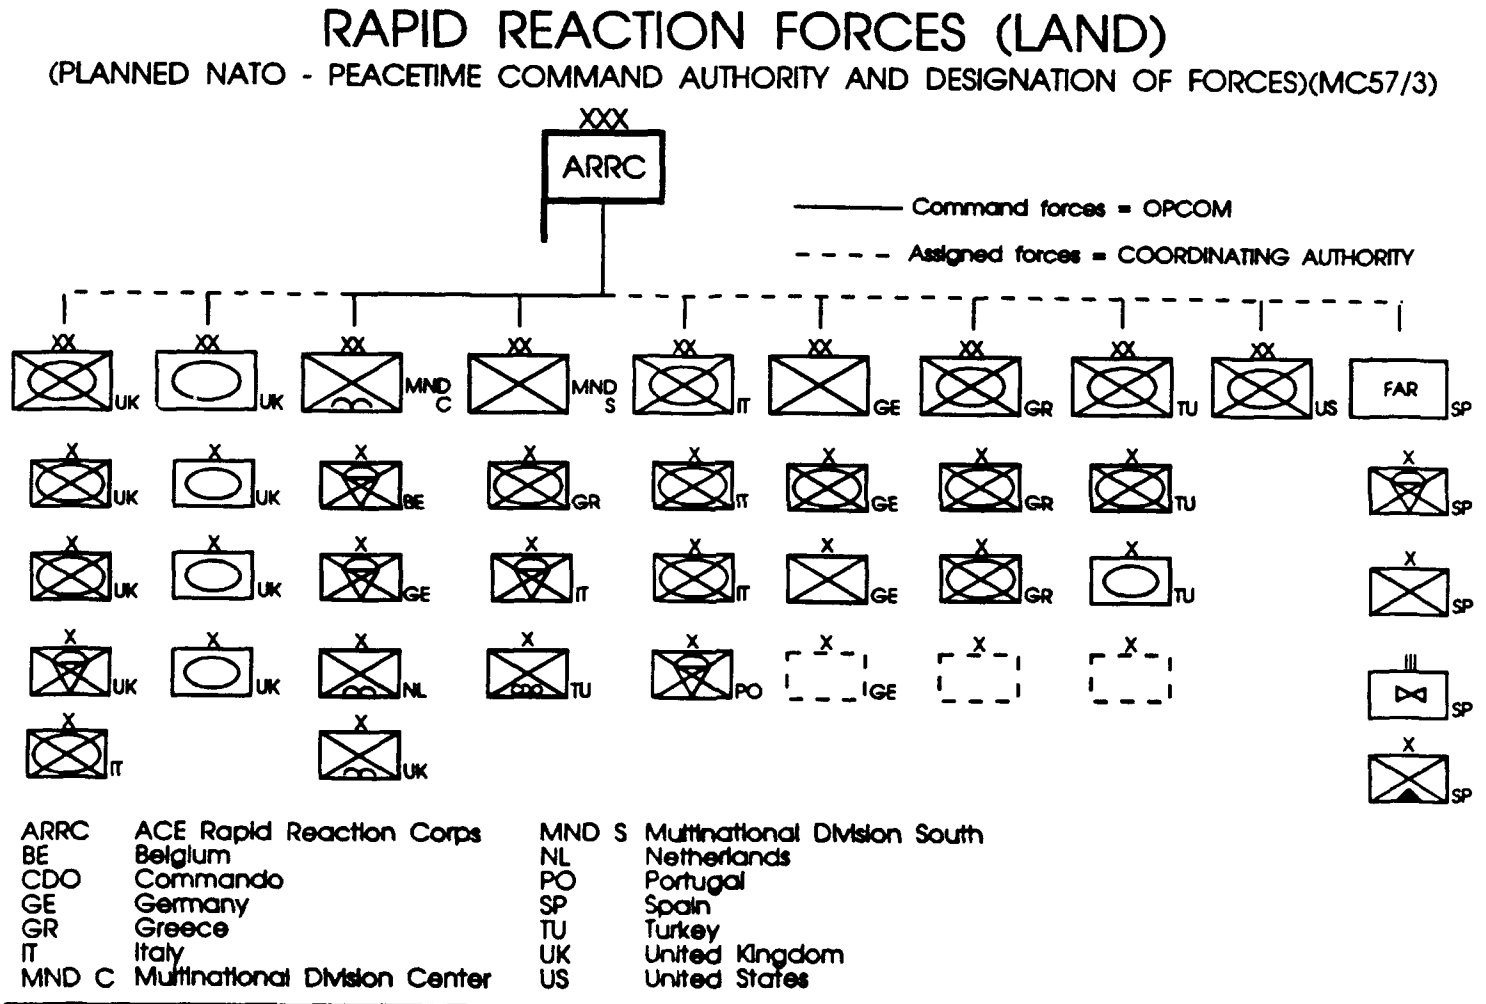 RAPID REACTION FORCES (LAND)
(PLANNED NATO - PEACETIME COMMAND AUTHORITY AND DESIGNATION OF FORCES)(MC57/3)
XXX
ARRC
Command forces = OPCOM
Assigned forces = COORDINATING AUTHORITY
XX XX XX XX XX XX XX XX XX
UK UK MND C MND S IT GE GR TU US FAR SP
X X X X X X X X X
UK UK BE GR IT GE GR TU SP
X X X X X X X X X
UK UK GE IT IT GE GR TU SP
X X X X X X X X III
UK UK NL CDO TU PO GE SP
X X X
IT UK SP
ARRC ACE Rapid Reaction Corps MND S Multinational Division South
BE Belgium NL Netherlands
CDO Commando PO Portugal
GE Germany SP Spain
GR Greece TU Turkey
IT Italy UK United Kingdom
MND C Multinational Division Center US United States